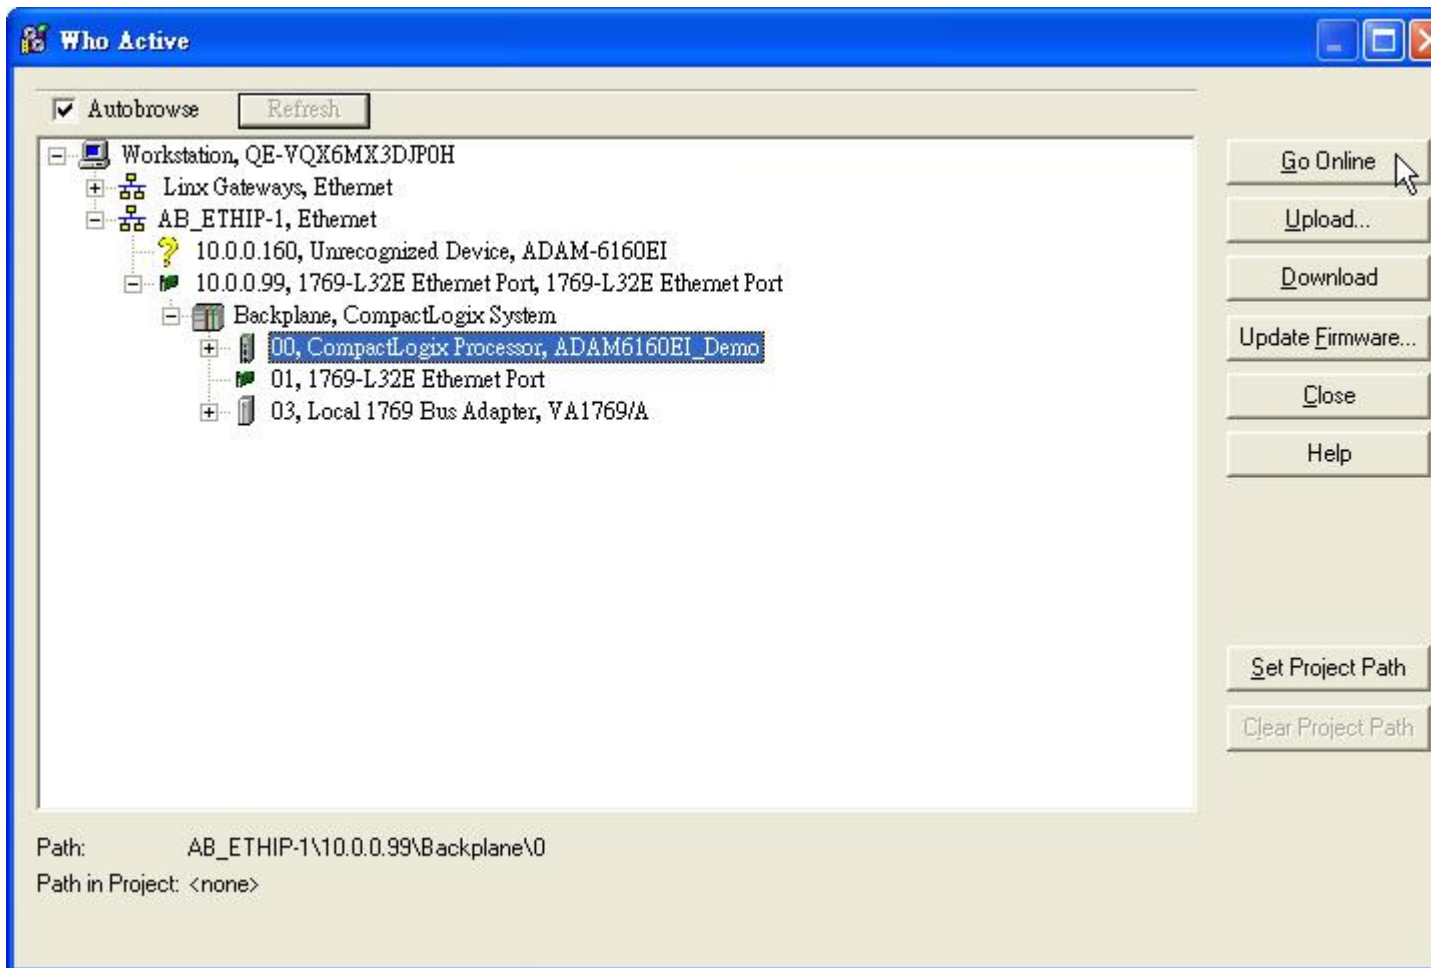 Who Active
Autobrowse Refresh
Workstation, QE-VQX6MX3DJP0H
Linx Gateways, Ethernet
AB_ETHIP-1, Ethernet
10.0.0.160, Unrecognized Device, ADAM-6160EI
10.0.0.99, 1769-L32E Ethernet Port, 1769-L32E Ethernet Port
Backplane, CompactLogix System
00, CompactLogix Processor, ADAM6160EI_Demo
01, 1769-L32E Ethernet Port
03, Local 1769 Bus Adapter, VA1769/A
Go Online
Upload...
Download
Update Firmware...
Close
Help
Set Project Path
Clear Project Path
Path: AB_ETHIP-1\10.0.0.99\Backplane\0
Path in Project: <none>